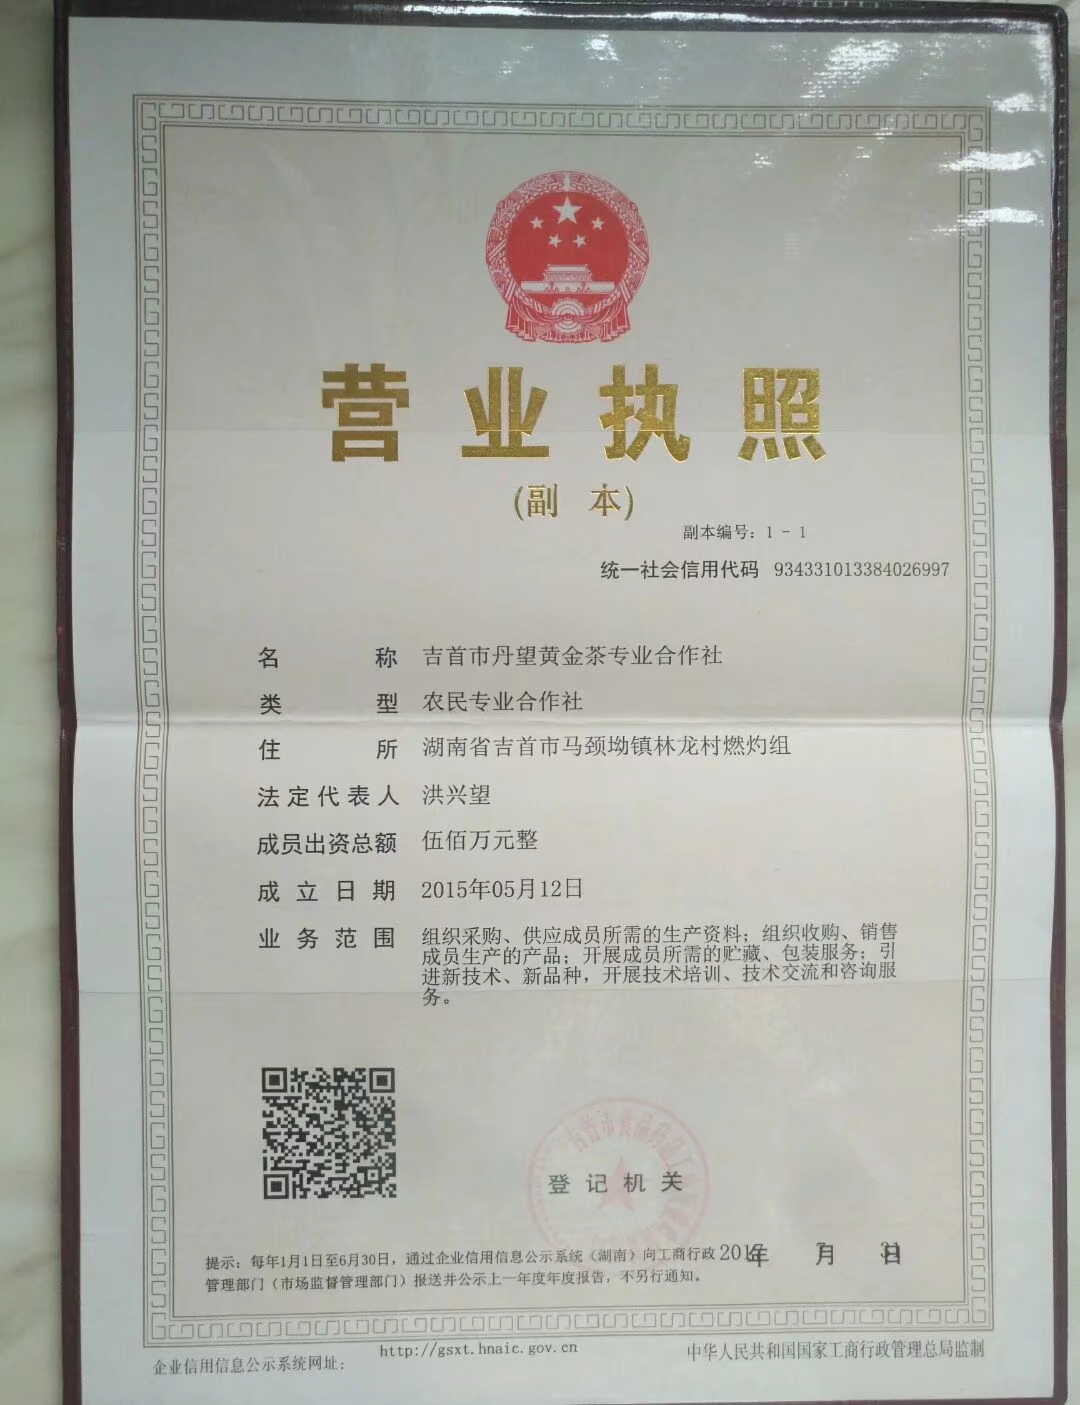 营业执照
(副 本)
副本编号：1 - 1
统一社会信用代码 934331013384026997
名 称 吉首市丹望黄金茶专业合作社
类 型 农民专业合作社
住 所 湖南省吉首市马颈坳镇林龙村燃灼组
法定代表人 洪兴望
成员出资总额 伍佰万元整
成立日期 2015年05月12日
业务范围 组织采购、供应成员所需的生产资料；组织收购、销售
成员生产的产品；开展成员所需的贮藏、包装服务；引
进新技术、新品种，开展技术培训、技术交流和咨询服
务。
吉首市
登记机关
2017年 7月 31日
提示：每年1月1日至6月30日，通过企业信用信息公示系统（湖南）向工商行政
管理部门（市场监督管理部门）报送并公示上一年度年度报告，不另行通知。
企业信用信息公示系统网址： http://gsxt.hnaic.gov.cn
中华人民共和国国家工商行政管理总局监制